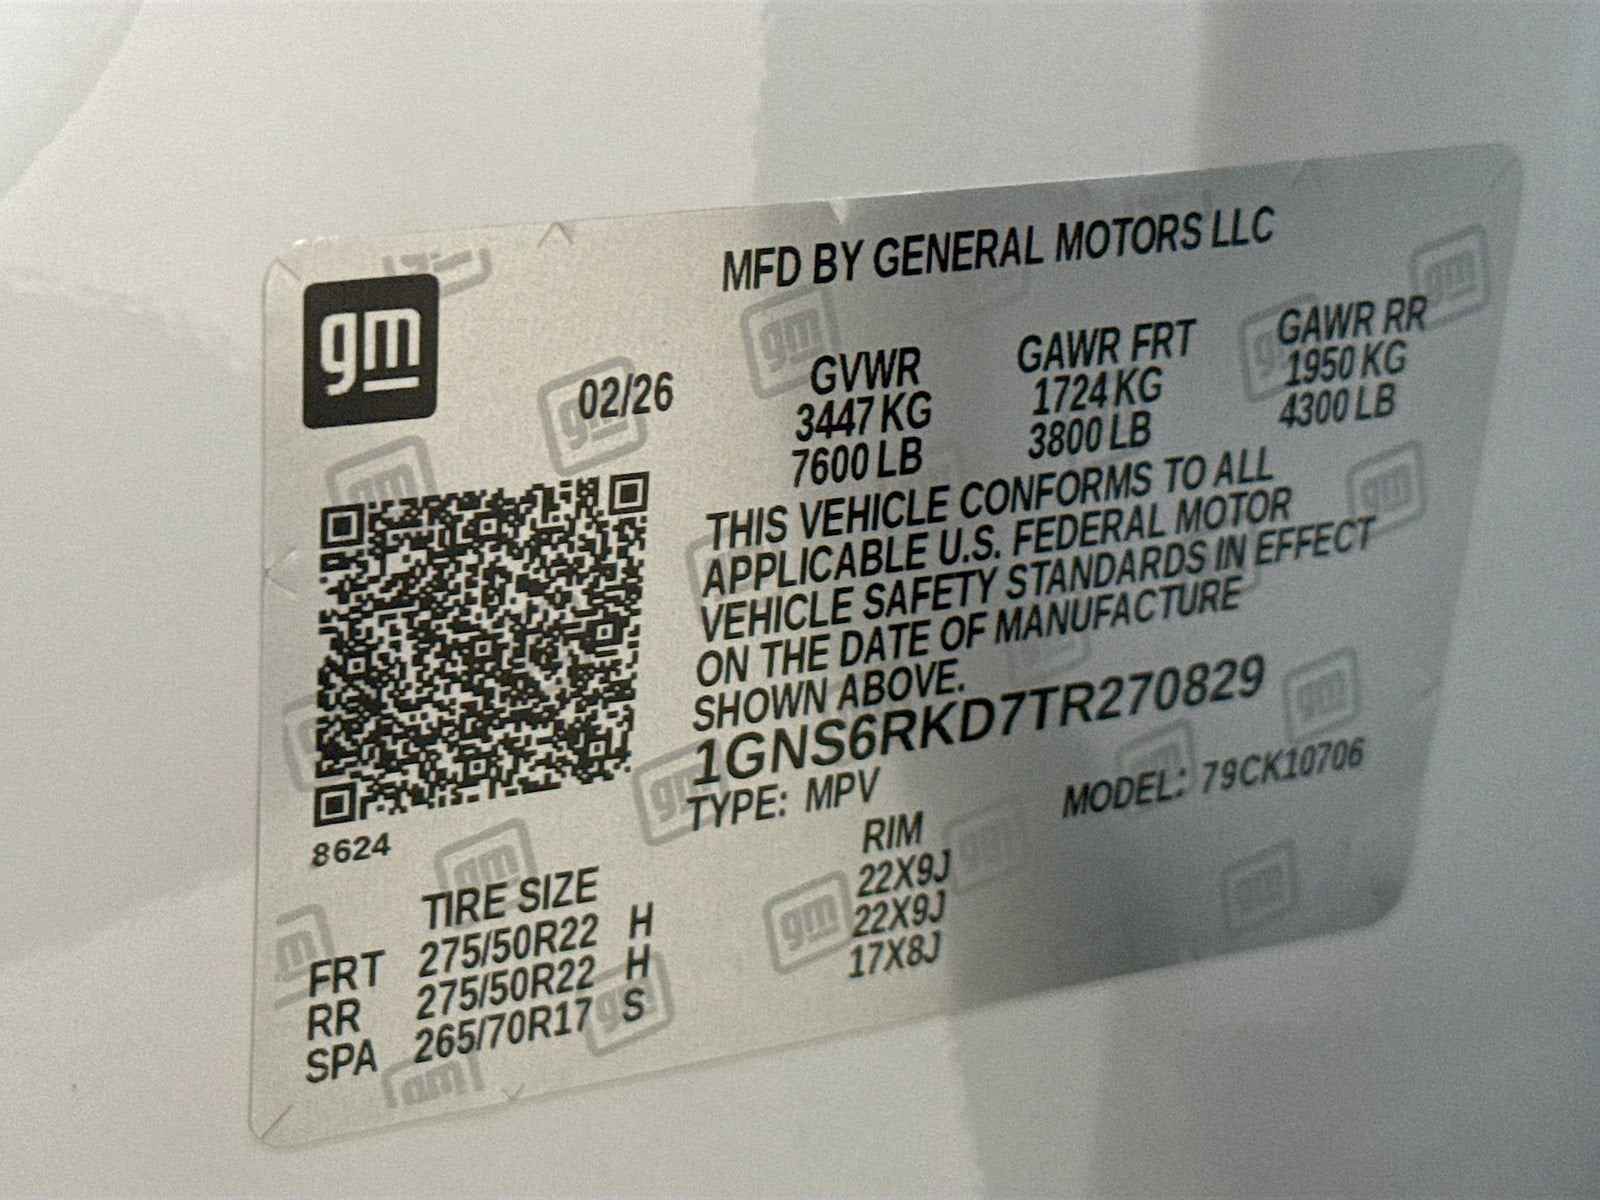 gm
MFD BY GENERAL MOTORS LLC
02/26
GVWR GAWR FRT GAWR RR
3447 KG 1724 KG 1950 KG
7600 LB 3800 LB 4300 LB
THIS VEHICLE CONFORMS TO ALL
APPLICABLE U.S. FEDERAL MOTOR
VEHICLE SAFETY STANDARDS IN EFFECT
ON THE DATE OF MANUFACTURE
SHOWN ABOVE.
1GNS6RKD7TR270829
TYPE: MPV MODEL: 79CK10706
8624
TIRE SIZE RIM
FRT 275/50R22 H 22X9J
RR 275/50R22 H 22X9J
SPA 265/70R17 S 17X8J